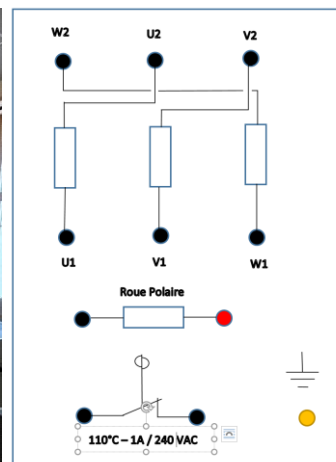 W2 U2 V2
U1 V1 W1
Roue Polaire
110°C – 1A / 240 VAC